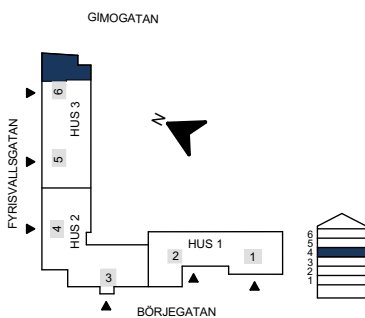 GIMOGATAN
FYRISVALLSGATAN
6
HUS 3
5
4
HUS 2
3
N
HUS 1
2
1
BÖRJEGATAN
6
5
4
3
2
1